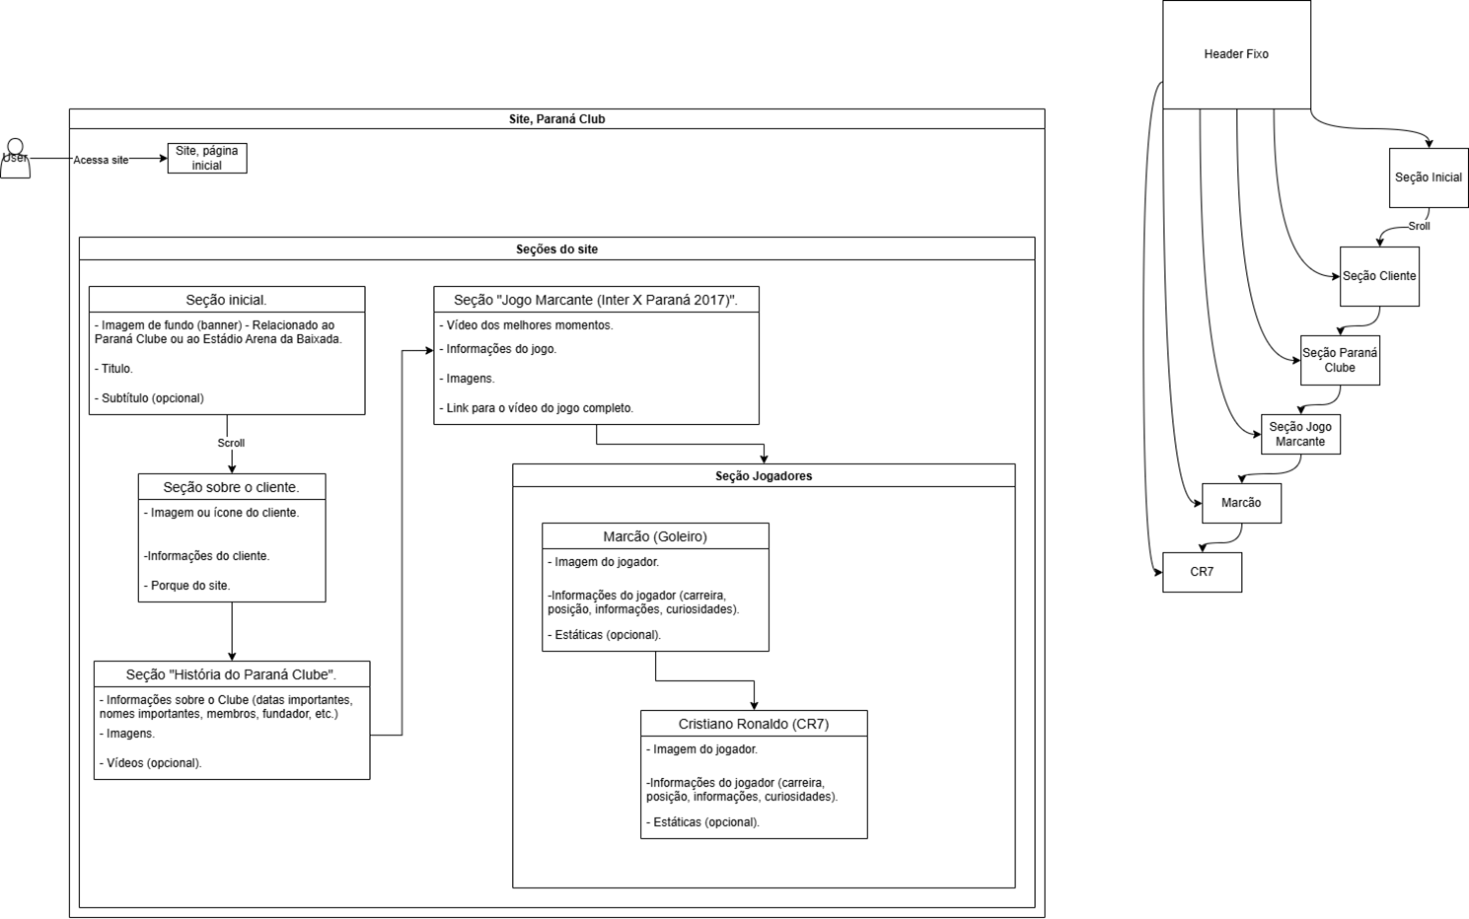 Site, Paraná Club
User
Acessa site
Site, página
inicial
Seções do site
Seção inicial.
- Imagem de fundo (banner) - Relacionado ao
Paraná Clube ou ao Estádio Arena da Baixada.
- Titulo.
- Subtítulo (opcional)
Scroll
Seção sobre o cliente.
- Imagem ou ícone do cliente.
-Informações do cliente.
- Porque do site.
Seção "História do Paraná Clube".
- Informações sobre o Clube (datas importantes,
nomes importantes, membros, fundador, etc.)
- Imagens.
- Vídeos (opcional).
Seção "Jogo Marcante (Inter X Paraná 2017)".
- Vídeo dos melhores momentos.
- Informações do jogo.
- Imagens.
- Link para o vídeo do jogo completo.
Seção Jogadores
Marcão (Goleiro)
- Imagem do jogador.
-Informações do jogador (carreira,
posição, informações, curiosidades).
- Estáticas (opcional).
Cristiano Ronaldo (CR7)
- Imagem do jogador.
-Informações do jogador (carreira,
posição, informações, curiosidades).
- Estáticas (opcional).
Header Fixo
Seção Inicial
Sroll
Seção Cliente
Seção Paraná
Clube
Seção Jogo
Marcante
Marcão
CR7